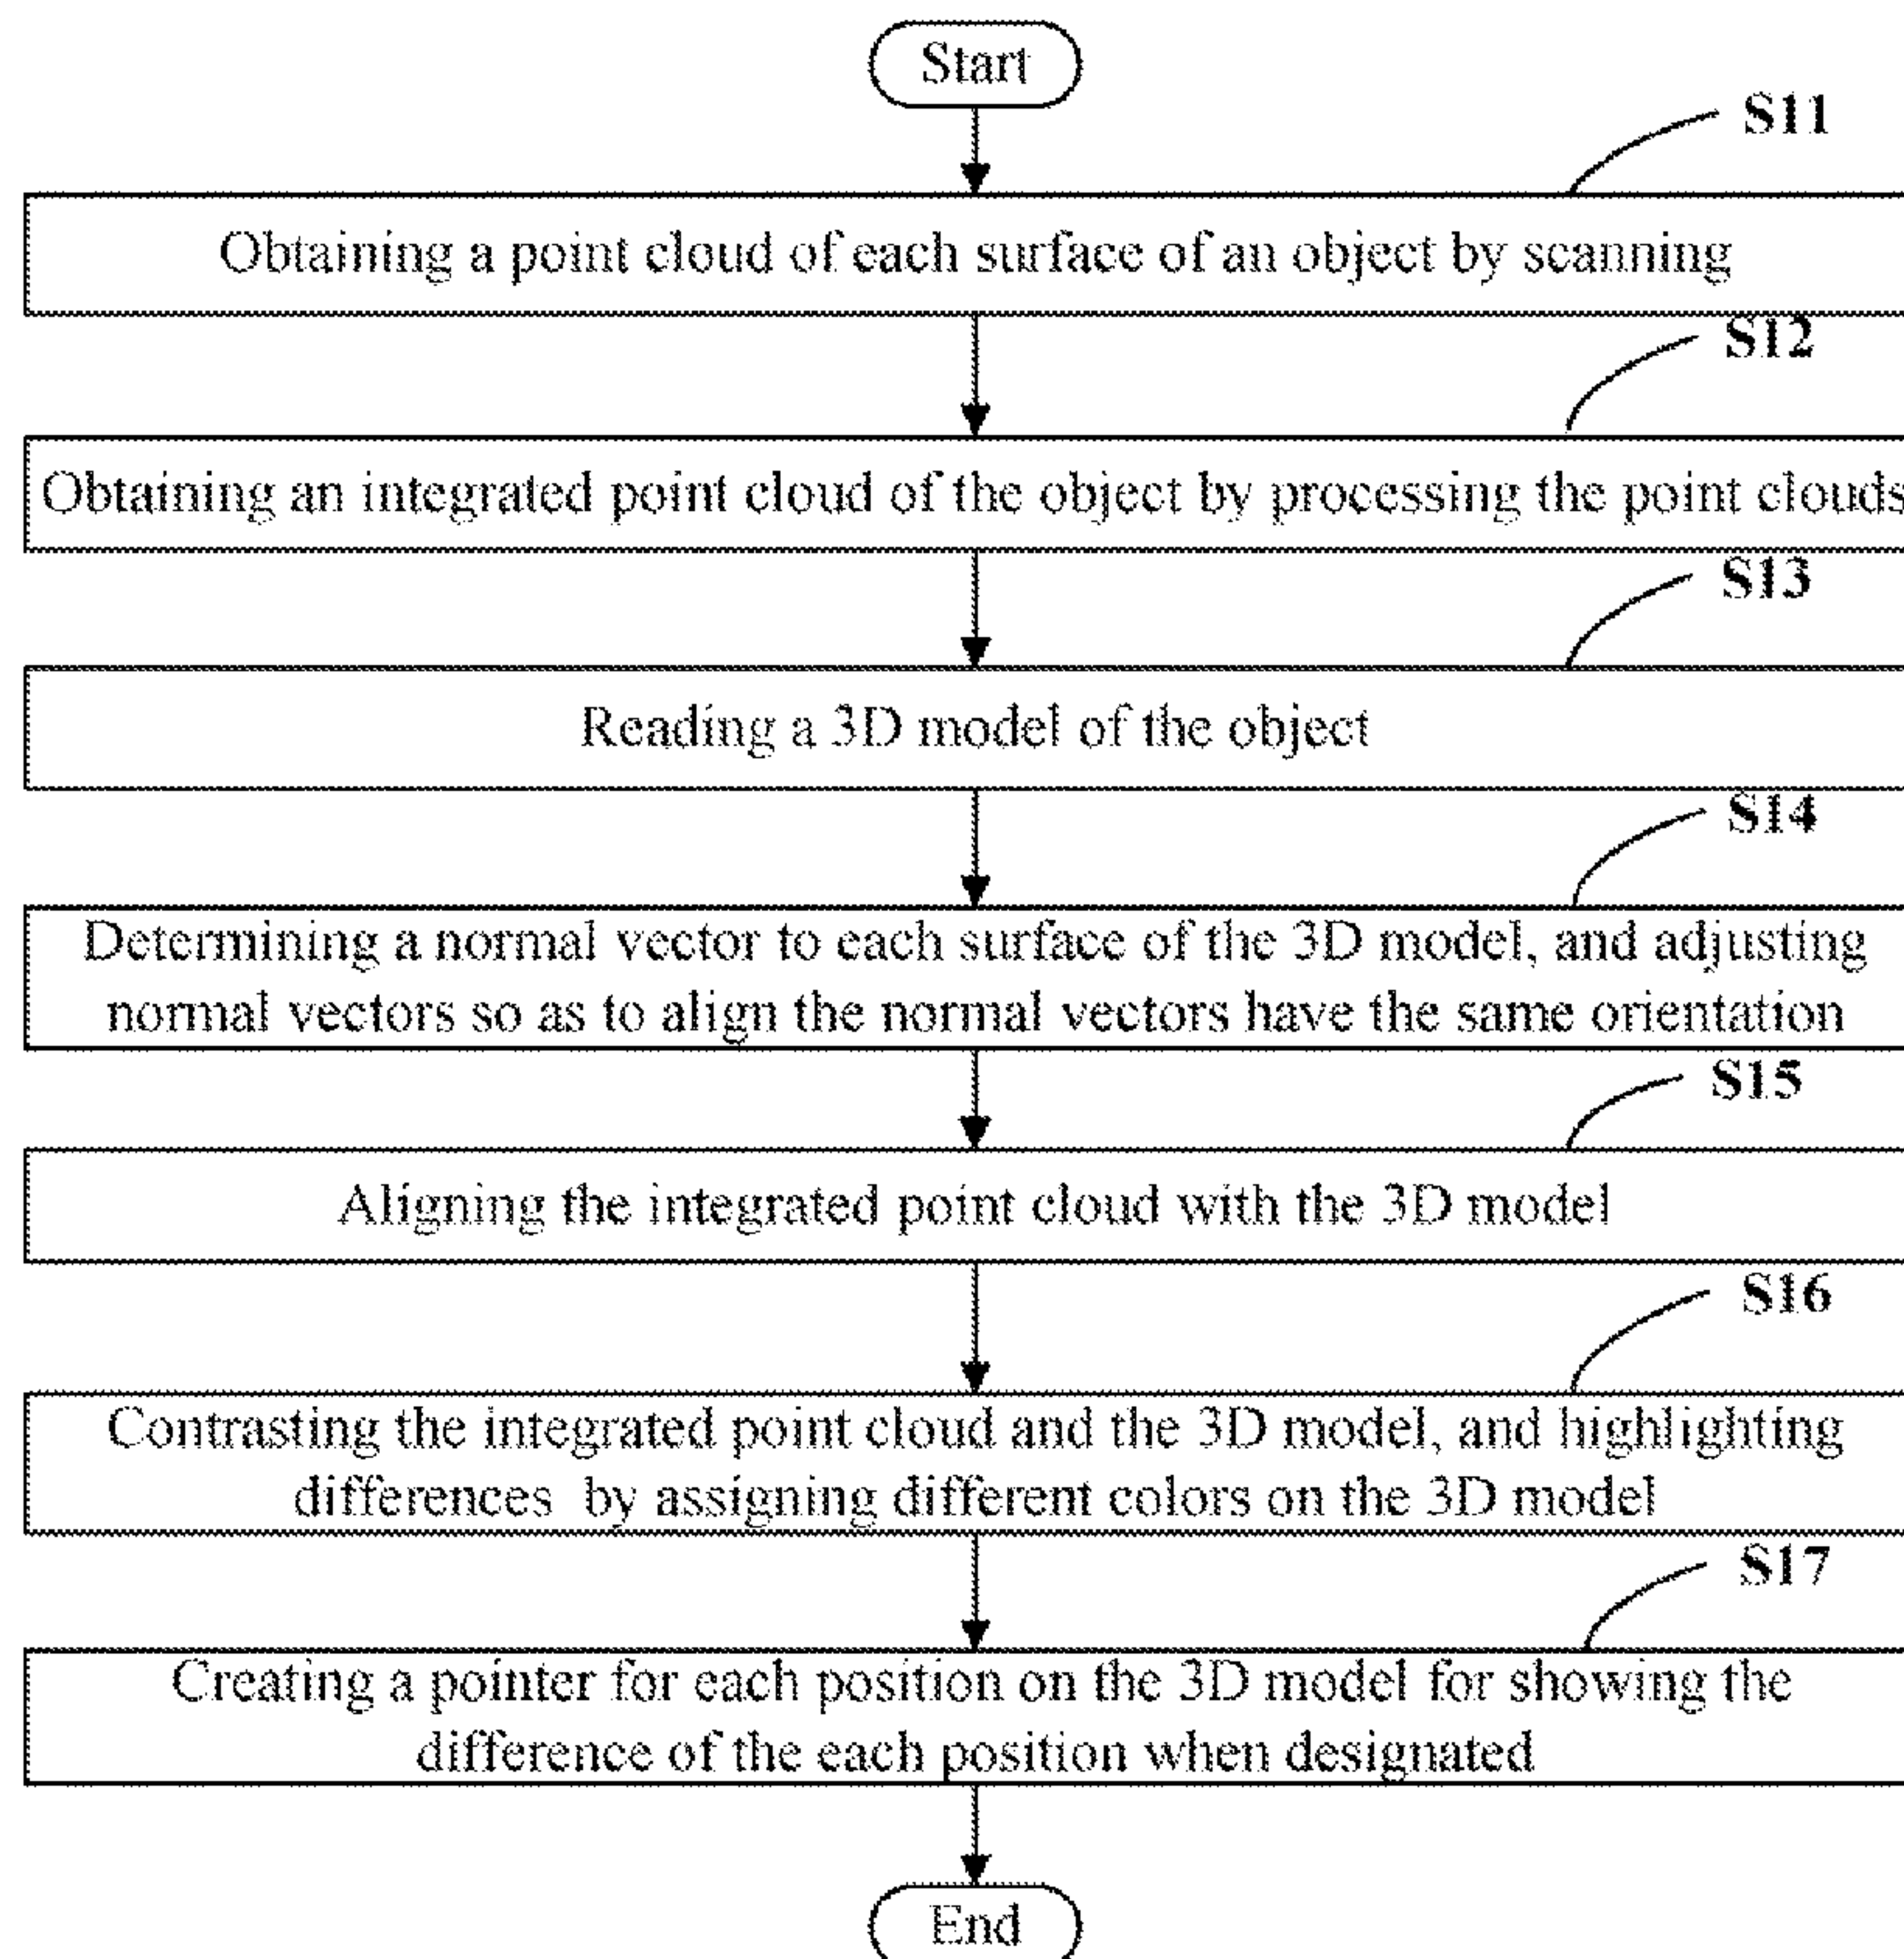 Start
S11
Obtaining a point cloud of each surface of an object by scanning
S12
Obtaining an integrated point cloud of the object by processing the point clouds
S13
Reading a 3D model of the object
S14
Determining a normal vector to each surface of the 3D model, and adjusting
normal vectors so as to align the normal vectors have the same orientation
S15
Aligning the integrated point cloud with the 3D model
S16
Contrasting the integrated point cloud and the 3D model, and highlighting
differences by assigning different colors on the 3D model
S17
Creating a pointer for each position on the 3D model for showing the
difference of the each position when designated
End